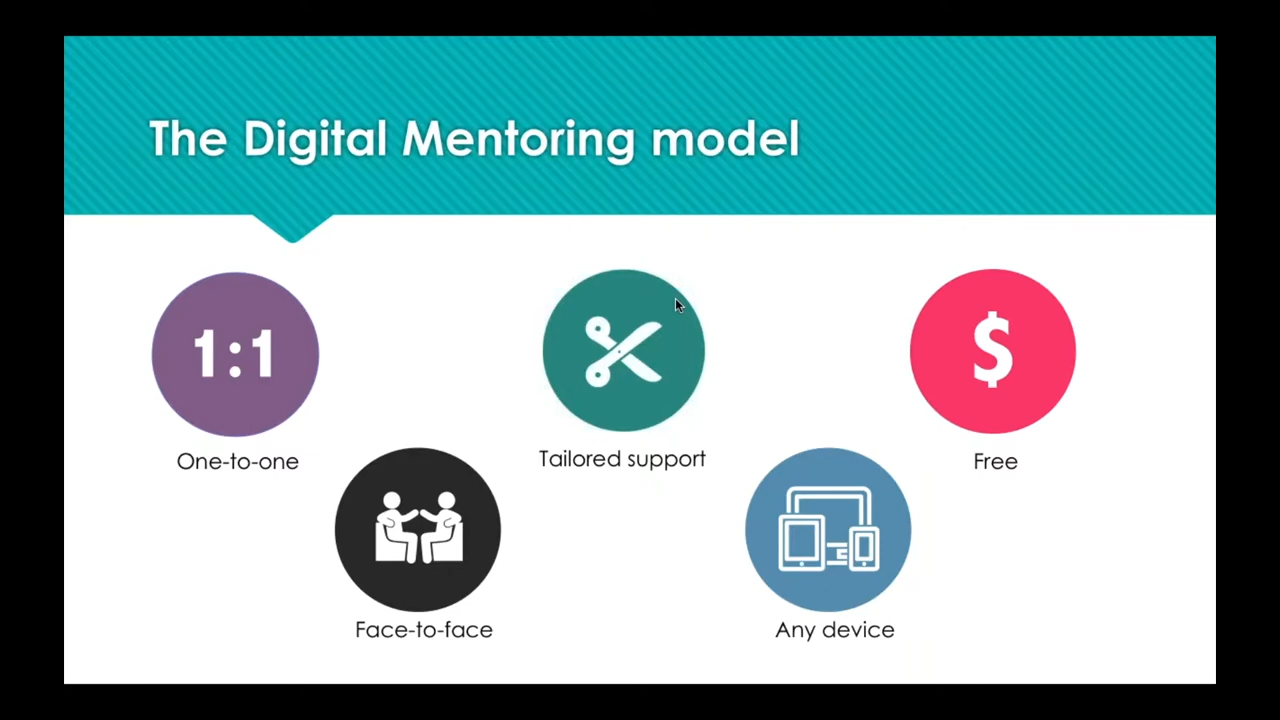 The Digital Mentoring model
1:1
$
One-to-one
Tailored support
Free
Face-to-face
Any device